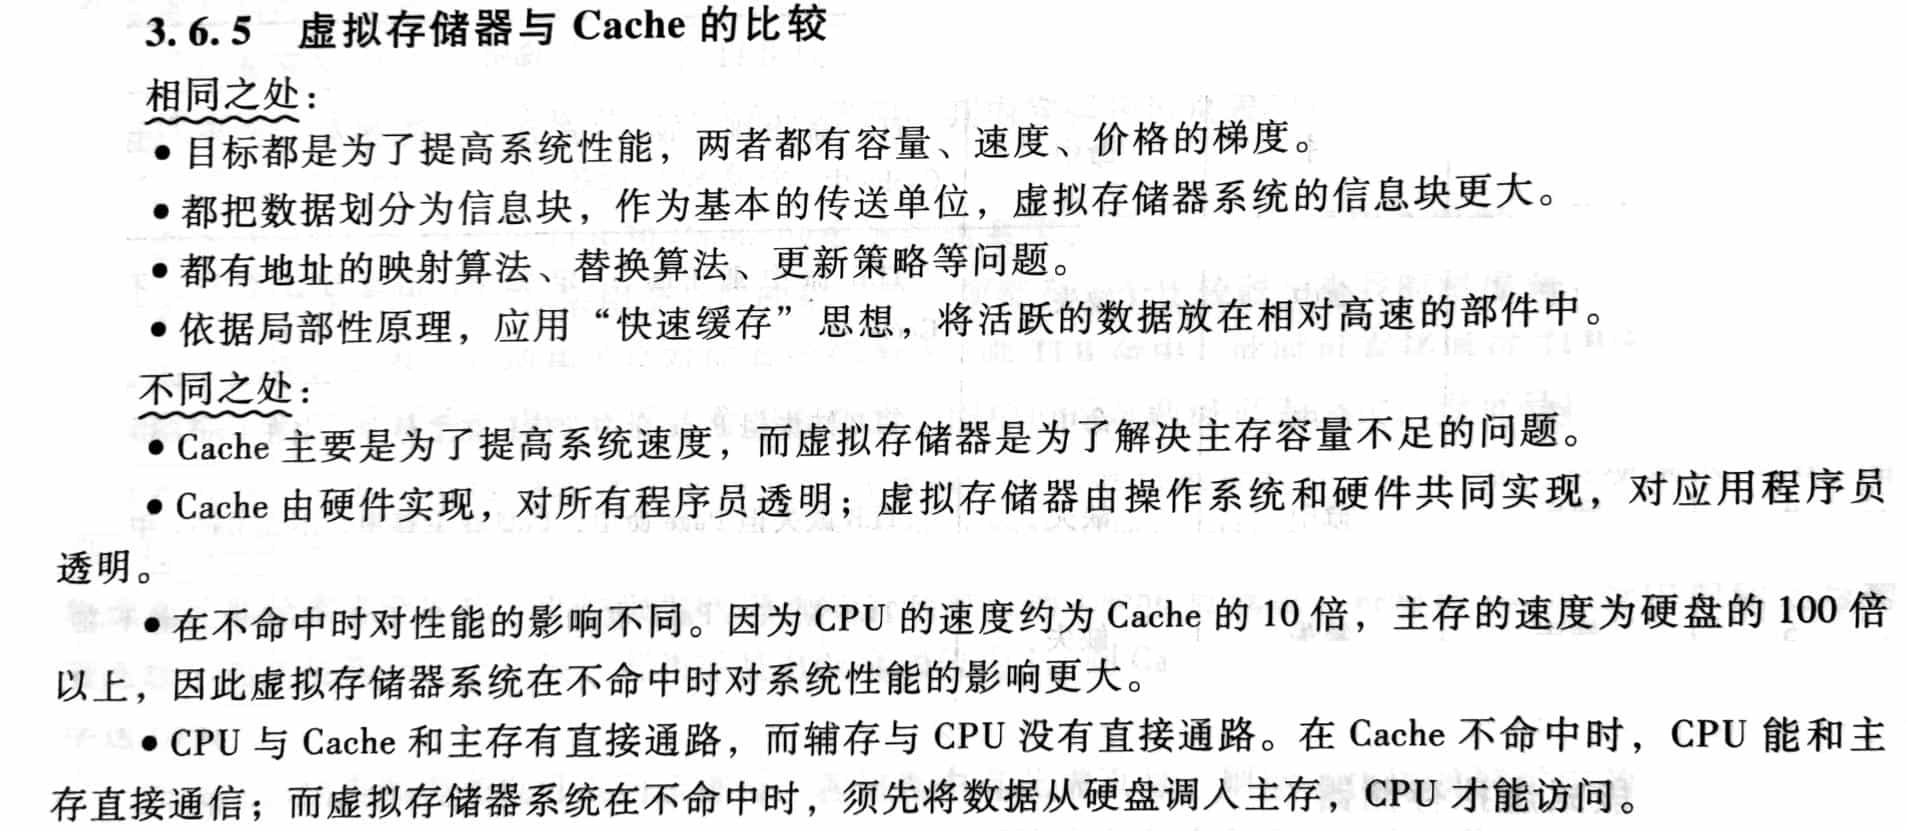 3.6.5 虚拟存储器与 Cache 的比较
相同之处：
●目标都是为了提高系统性能，两者都有容量、速度、价格的梯度。
●都把数据划分为信息块，作为基本的传送单位，虚拟存储器系统的信息块更大。
●都有地址的映射算法、替换算法、更新策略等问题。
●依据局部性原理，应用“快速缓存”思想，将活跃的数据放在相对高速的部件中。
不同之处：
●Cache 主要是为了提高系统速度，而虚拟存储器是为了解决主存容量不足的问题。
●Cache 由硬件实现，对所有程序员透明；虚拟存储器由操作系统和硬件共同实现，对应用程序员
透明。
●在不命中时对性能的影响不同。因为 CPU 的速度约为 Cache 的 10 倍，主存的速度为硬盘的 100 倍
以上，因此虚拟存储器系统在不命中时对系统性能的影响更大。
●CPU 与 Cache 和主存有直接通路，而辅存与 CPU 没有直接通路。在 Cache 不命中时，CPU 能和主
存直接通信；而虚拟存储器系统在不命中时，须先将数据从硬盘调入主存，CPU 才能访问。